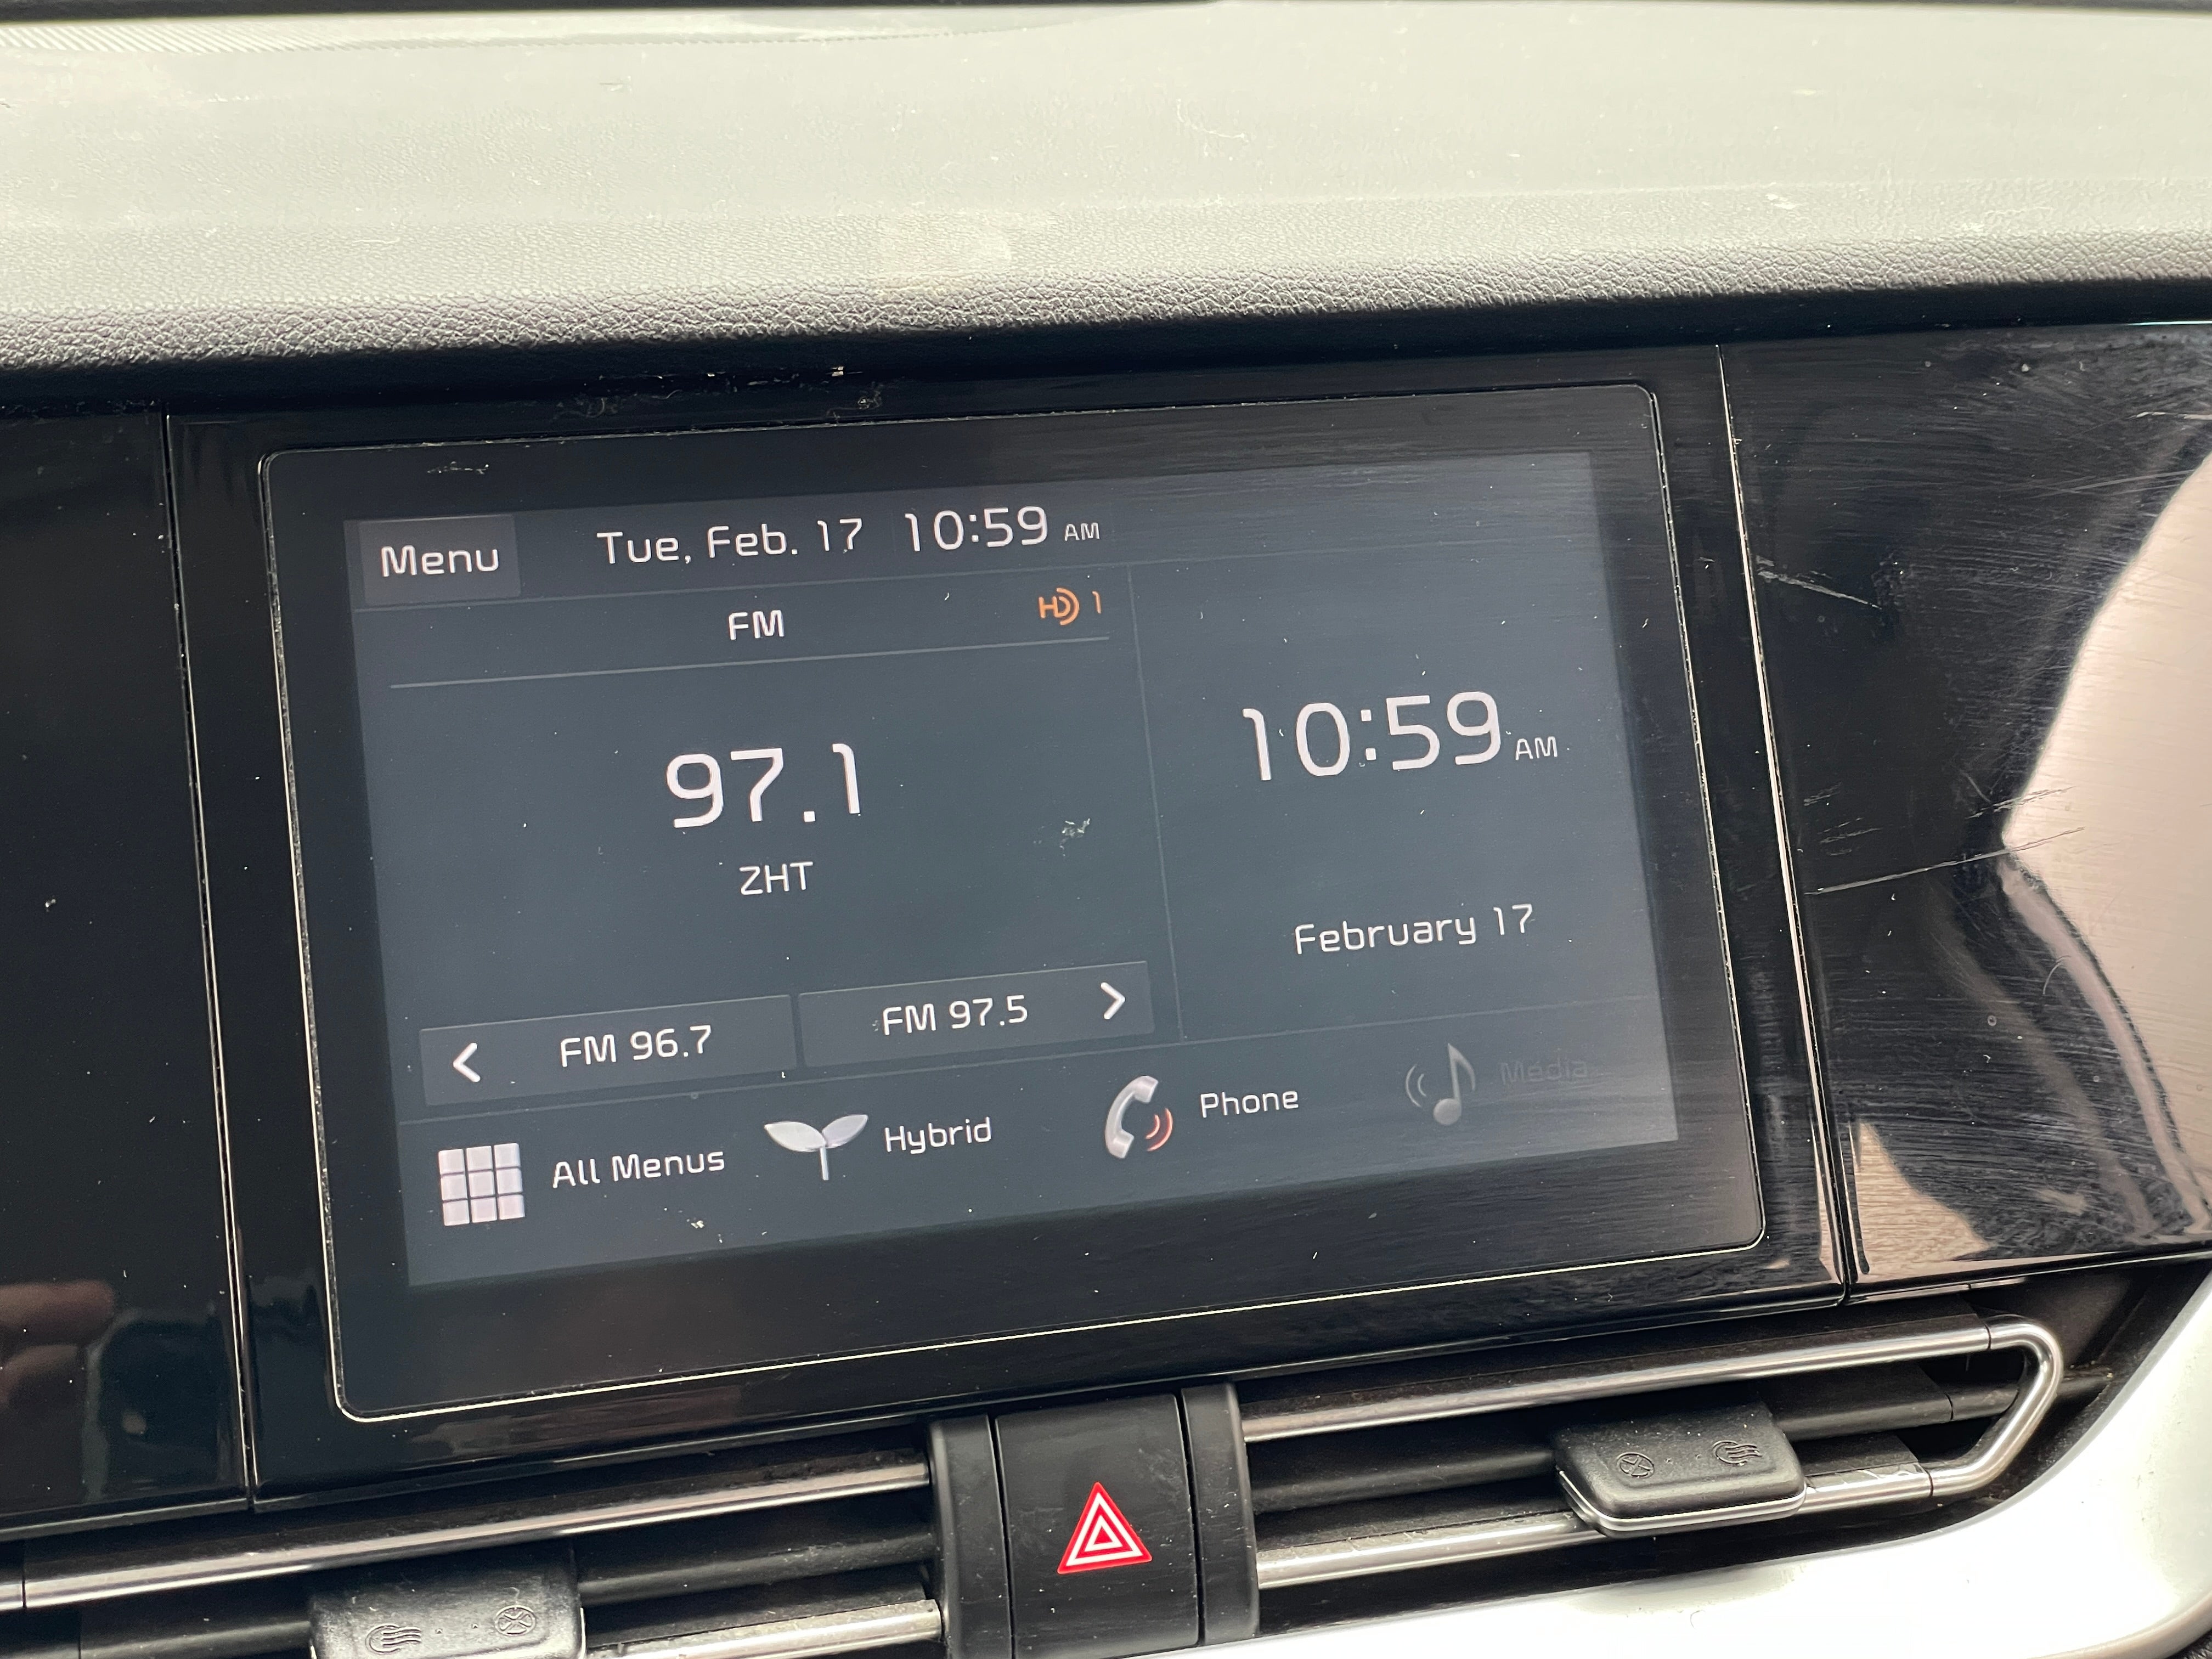 Menu Tue, Feb. 17 10:59 AM
FM HD 1
97.1
ZHT
10:59 AM
February 17
FM 96.7 FM 97.5
All Menus Hybrid Phone Media